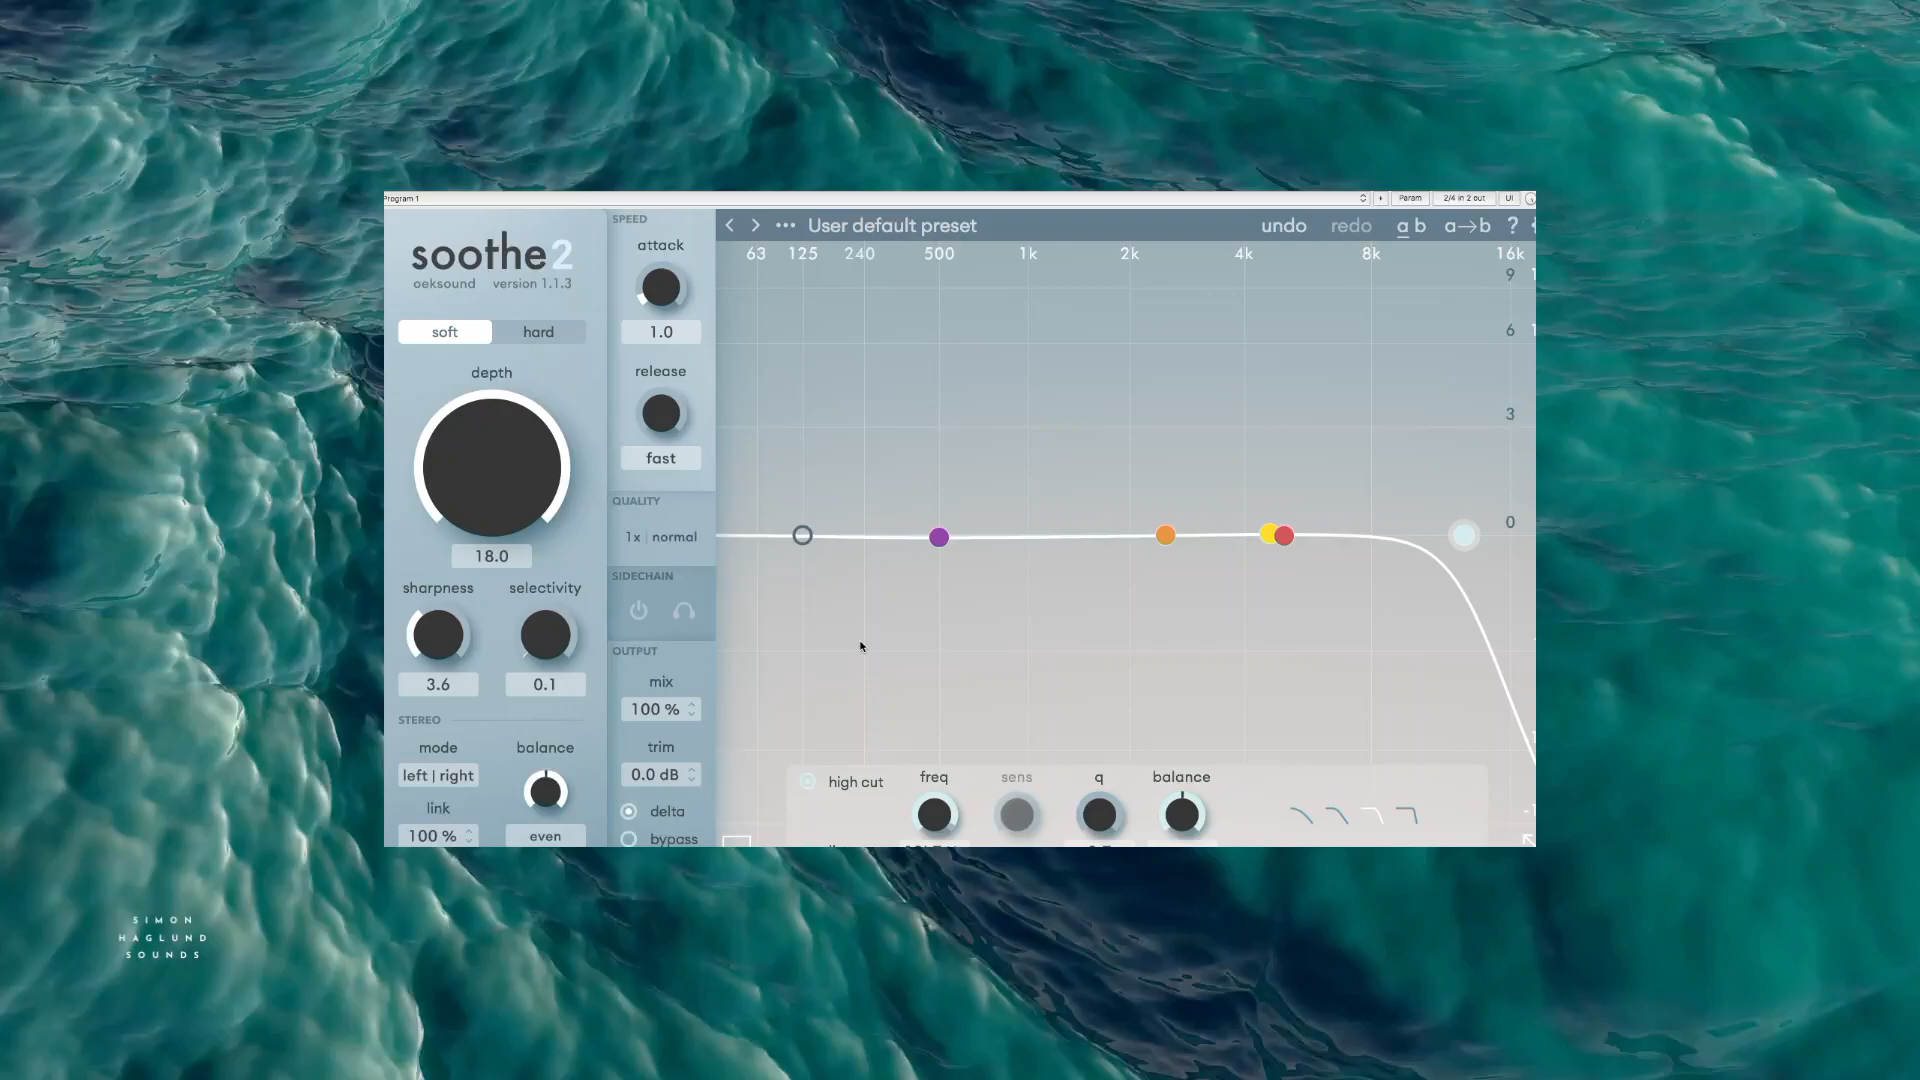 Program 1
+ Param 2/4 in 2 out UI
soothe2
oeksound version 1.1.3
soft hard
depth
18.0
sharpness selectivity
3.6 0.1
STEREO
mode balance
left | right
link
100 % even
SPEED
attack
1.0
release
fast
QUALITY
1x | normal
SIDECHAIN
OUTPUT
mix
100 %
trim
0.0 dB
delta
bypass
< > ••• User default preset undo redo a b a→b ?
63 125 240 500 1k 2k 4k 8k 16k
9
6
3
0
high cut freq sens q balance
SIMON
HAGLUND
SOUNDS